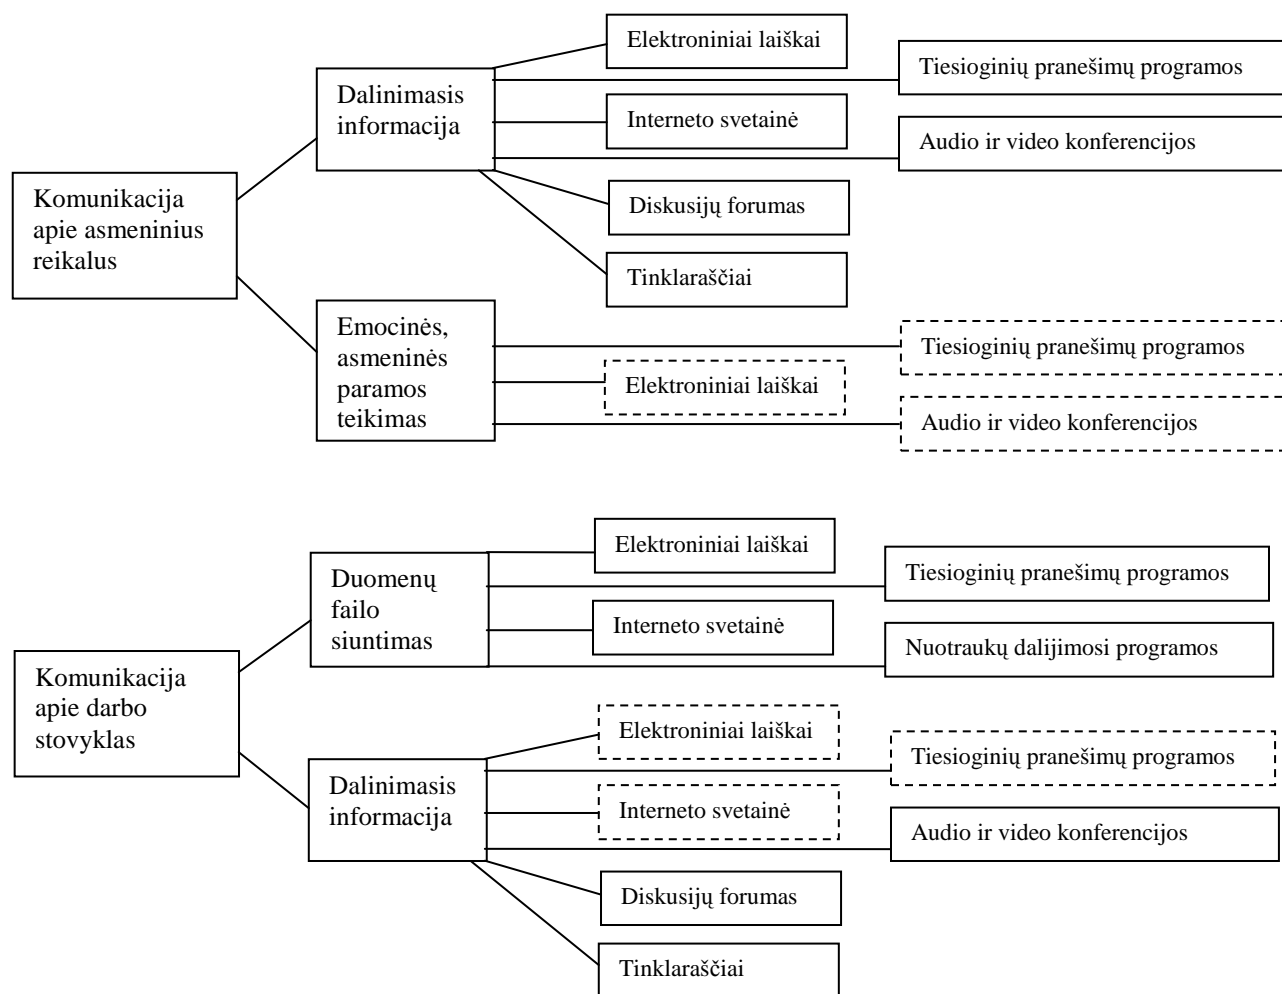 Komunikacija
apie asmeninius
reikalus
Dalinimasis
informacija
Elektroniniai laiškai
Tiesioginių pranešimų programos
Interneto svetainė
Audio ir video konferencijos
Diskusijų forumas
Tinklaraščiai
Emocinės,
asmeninės
paramos
teikimas
Tiesioginių pranešimų programos
Elektroniniai laiškai
Audio ir video konferencijos
Komunikacija
apie darbo
stovyklas
Duomenų
failo
siuntimas
Elektroniniai laiškai
Tiesioginių pranešimų programos
Interneto svetainė
Nuotraukų dalijimosi programos
Dalinimasis
informacija
Elektroniniai laiškai
Tiesioginių pranešimų programos
Interneto svetainė
Audio ir video konferencijos
Diskusijų forumas
Tinklaraščiai